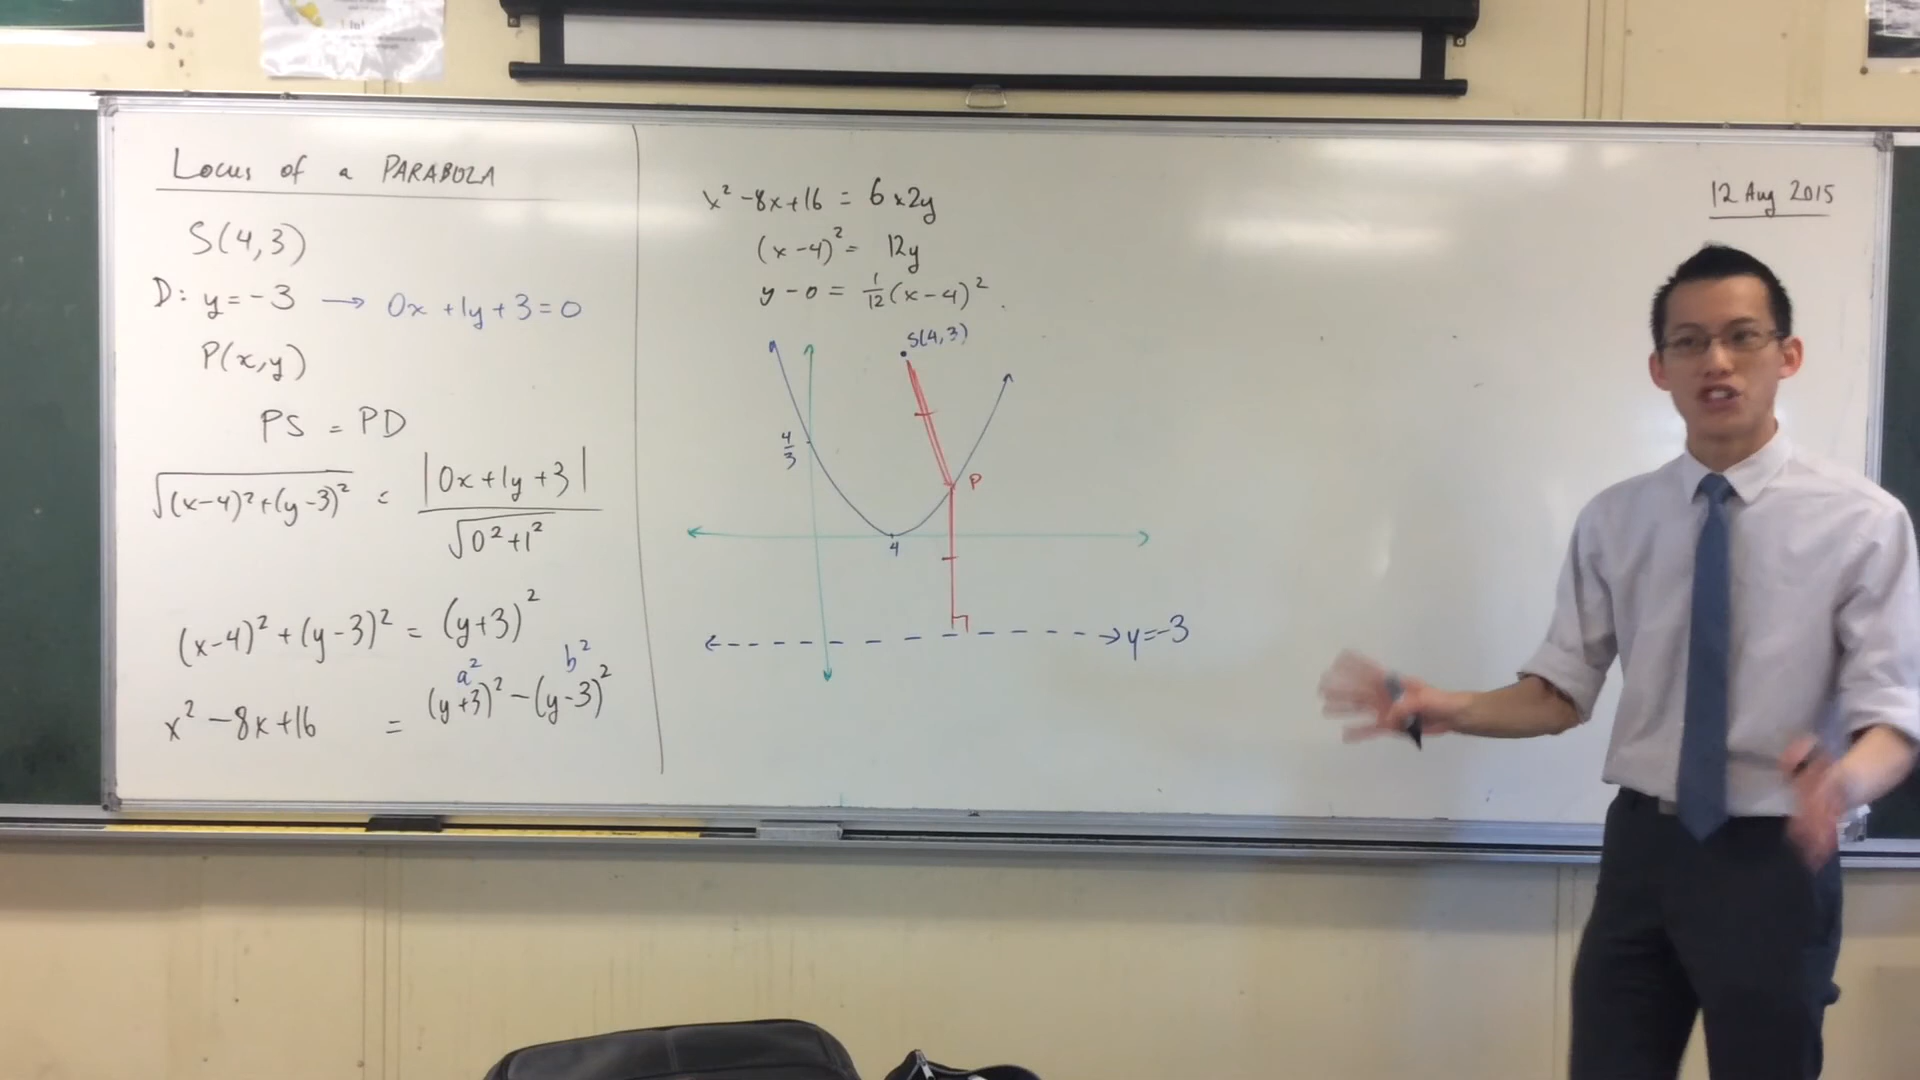 Locus of a PARABOLA
S(4,3)
D: y=-3 → 0x+1y+3=0
P(x,y)
PS = PD
√((x-4)²+(y-3)²) = |0x+1y+3| / √(0²+1²)
(x-4)²+(y-3)² = (y+3)²
a² b²
x²-8x+16 = (y+3)²-(y-3)²
x²-8x+16 = 6×2y
(x-4)² = 12y
y-0 = 1/12(x-4)²
S(4,3)
4/3
P
4
y=-3
12 Aug 2015